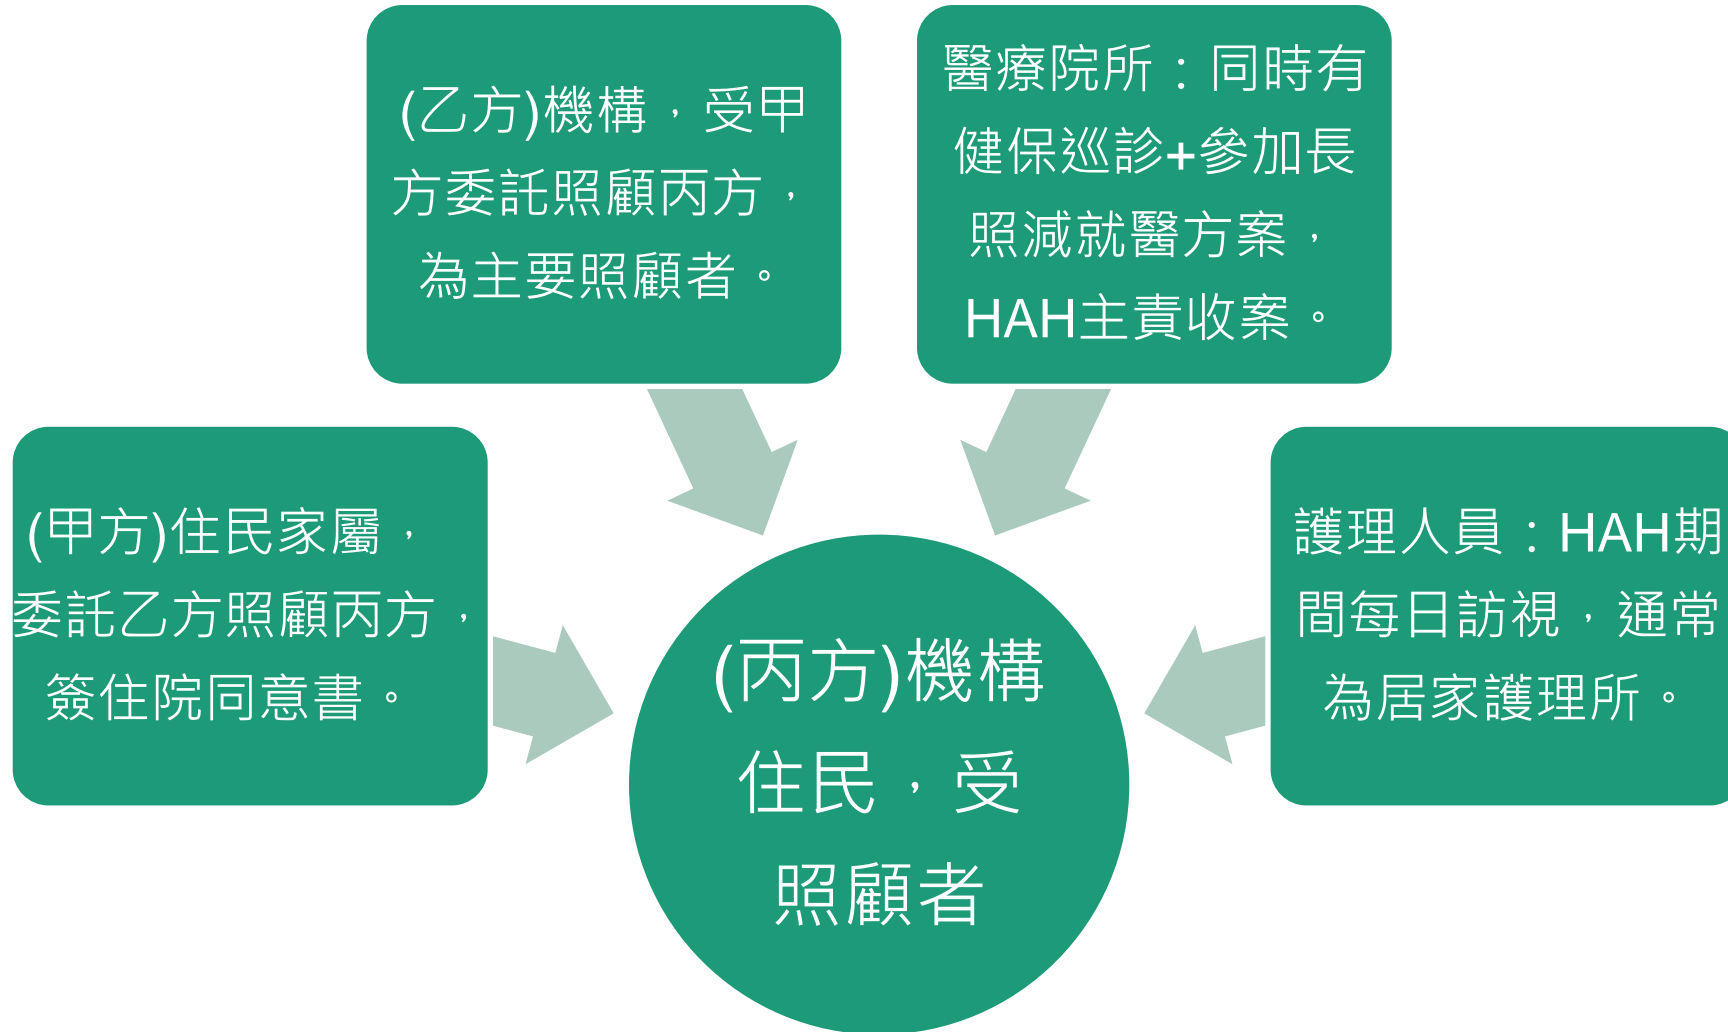 (甲方)住民家屬，
委託乙方照顧丙方，
簽住院同意書。
(乙方)機構，受甲
方委託照顧丙方，
為主要照顧者。
醫療院所：同時有
健保巡診+參加長
照減就醫方案，
HAH主責收案。
護理人員：HAH期
間每日訪視，通常
為居家護理所。
(丙方)機構
住民，受
照顧者